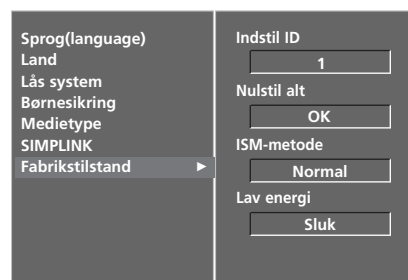 Sprog(language)
Land
Lås system
Børnesikring
Medietype
SIMPLINK
Fabrikstilstand ►
Indstil ID
1
Nulstil alt
OK
ISM-metode
Normal
Lav energi
Sluk